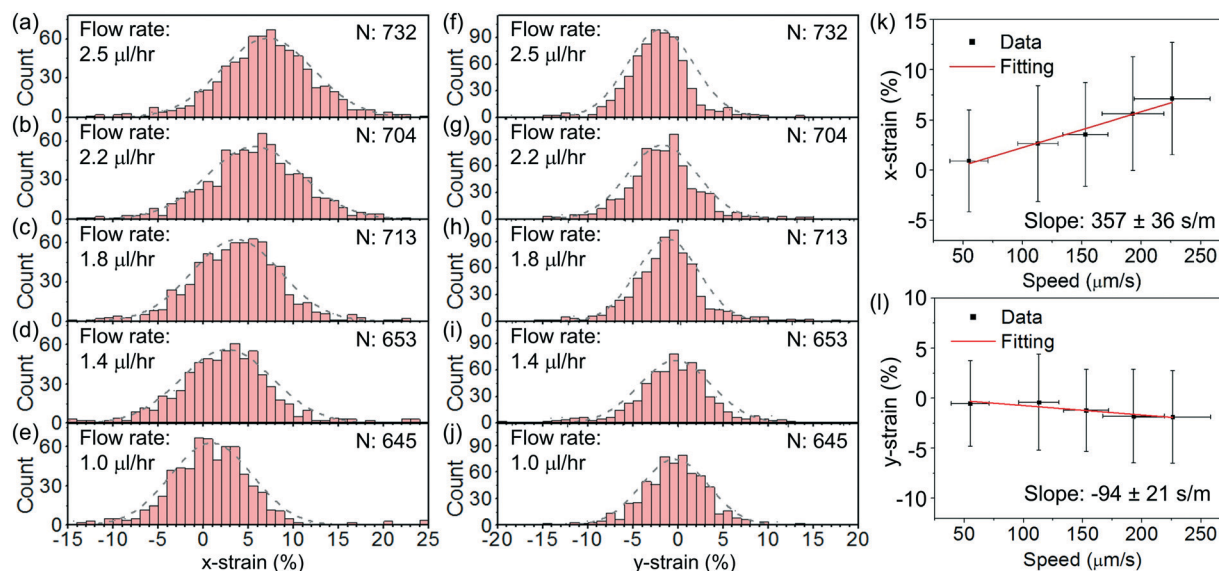 (a) Flow rate: 2.5 μl/hr N: 732
60
30
0
Count
(b) Flow rate: 2.2 μl/hr N: 704
60
30
0
Count
(c) Flow rate: 1.8 μl/hr N: 713
60
30
0
Count
(d) Flow rate: 1.4 μl/hr N: 653
60
30
0
Count
(e) Flow rate: 1.0 μl/hr N: 645
60
30
0
Count
-15 -10 -5 0 5 10 15 20 25
x-strain (%)
(f) Flow rate: 2.5 μl/hr N: 732
90
60
30
0
Count
(g) Flow rate: 2.2 μl/hr N: 704
90
60
30
0
Count
(h) Flow rate: 1.8 μl/hr N: 713
90
60
30
0
Count
(i) Flow rate: 1.4 μl/hr N: 653
90
60
30
0
Count
(j) Flow rate: 1.0 μl/hr N: 645
90
60
30
0
Count
-20 -15 -10 -5 0 5 10 15 20
y-strain (%)
(k)
Data
Fitting
15
10
5
0
-5
x-strain (%)
Slope: 357 ± 36 s/m
50 100 150 200 250
Speed (μm/s)
(l)
Data
Fitting
10
5
0
-5
-10
y-strain (%)
Slope: -94 ± 21 s/m
50 100 150 200 250
Speed (μm/s)